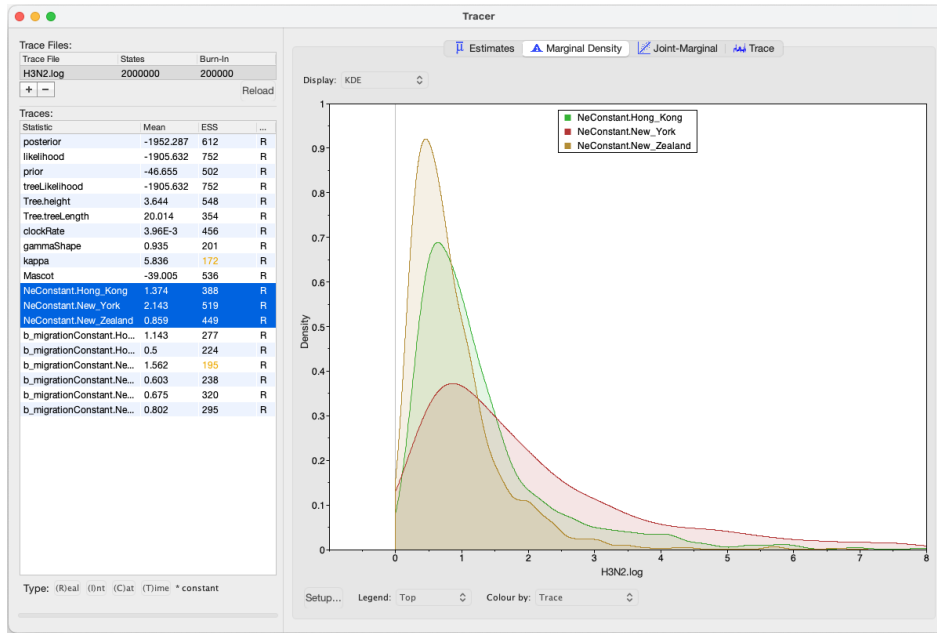 Tracer
Trace Files:
Trace File States Burn-In
H3N2.log 2000000 200000
+ − Reload
Traces:
Statistic Mean ESS ...
posterior -1952.287 612 R
likelihood -1905.632 752 R
prior -46.655 502 R
treeLikelihood -1905.632 752 R
Tree.height 3.644 548 R
Tree.treeLength 20.014 354 R
clockRate 3.96E-3 456 R
gammaShape 0.935 201 R
kappa 5.836 172 R
Mascot -39.005 536 R
NeConstant.Hong_Kong 1.374 388 R
NeConstant.New_York 2.143 519 R
NeConstant.New_Zealand 0.859 449 R
b_migrationConstant.Ho... 1.143 277 R
b_migrationConstant.Ho... 0.5 224 R
b_migrationConstant.Ne... 1.562 195 R
b_migrationConstant.Ne... 0.603 238 R
b_migrationConstant.Ne... 0.675 320 R
b_migrationConstant.Ne... 0.802 295 R
Type: (R)eal (I)nt (C)at (T)ime * constant
Estimates Marginal Density Joint-Marginal Trace
Display: KDE
NeConstant.Hong_Kong
NeConstant.New_York
NeConstant.New_Zealand
1
0.9
0.8
0.7
0.6
0.5
0.4
0.3
0.2
0.1
0
Density
0 1 2 3 4 5 6 7 8
H3N2.log
Setup... Legend: Top Colour by: Trace